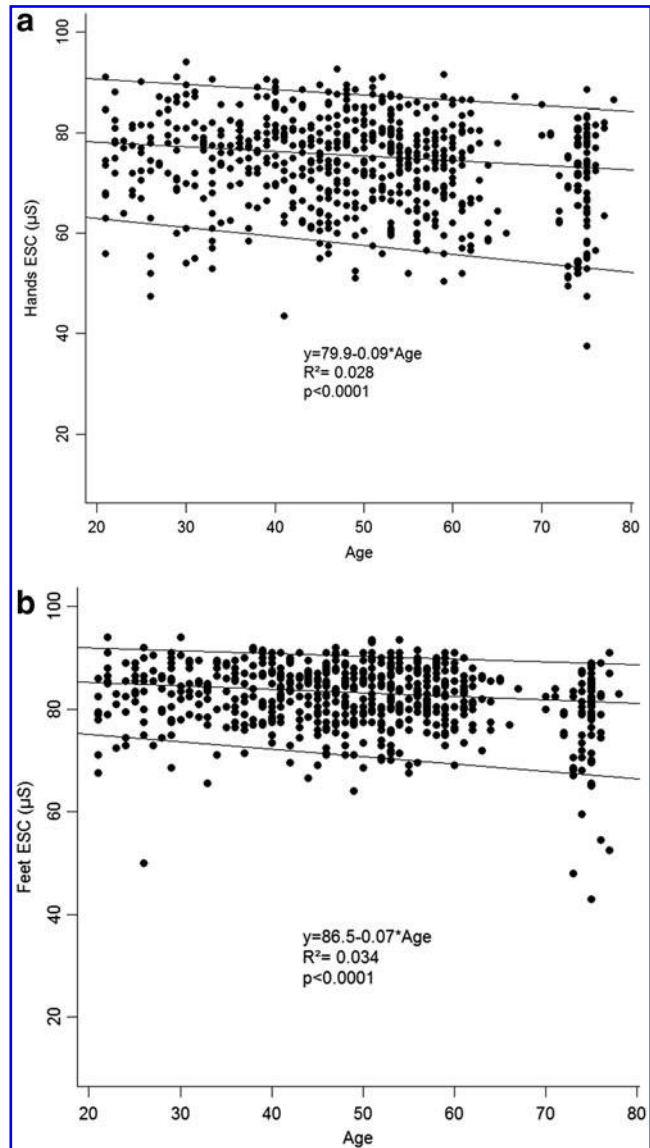 a
100
80
60
40
20
Hands ESC (µS)
y=79.9-0.09*Age
R²= 0.028
p<0.0001
20 30 40 50 60 70 80
Age
b
100
80
60
40
20
Feet ESC (µS)
y=86.5-0.07*Age
R²= 0.034
p<0.0001
20 30 40 50 60 70 80
Age